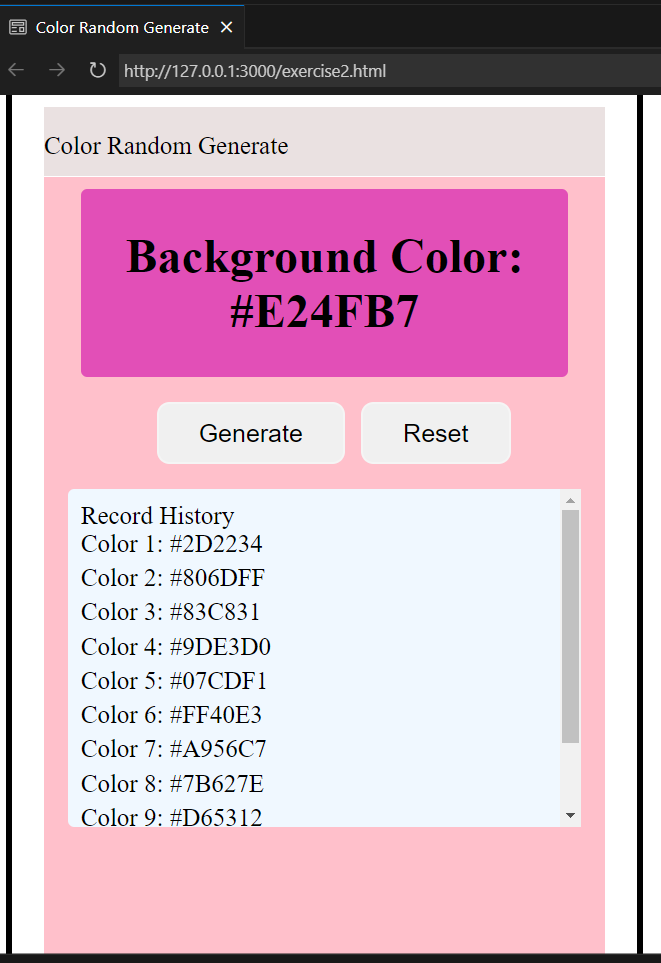 Color Random Generate
http://127.0.0.1:3000/exercise2.html
Color Random Generate
Background Color:
#E24FB7
Generate
Reset
Record History
Color 1: #2D2234
Color 2: #806DFF
Color 3: #83C831
Color 4: #9DE3D0
Color 5: #07CDF1
Color 6: #FF40E3
Color 7: #A956C7
Color 8: #7B627E
Color 9: #D65312